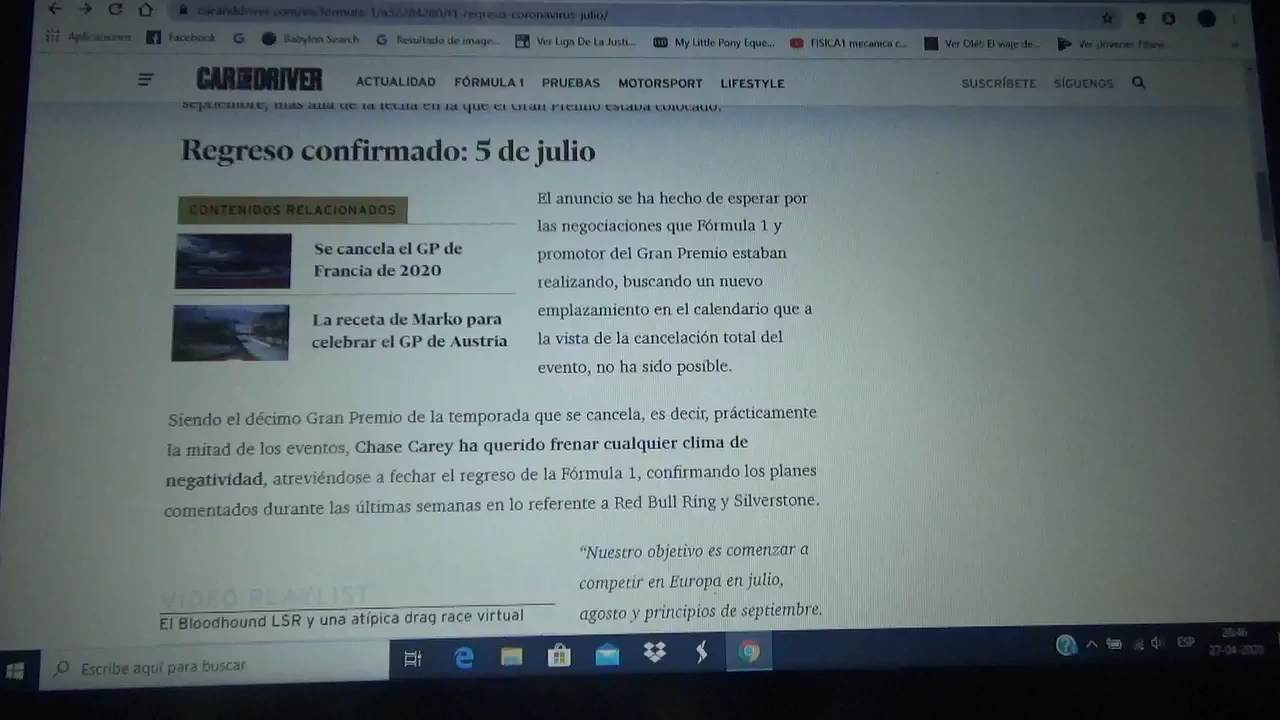 caranddriver.com/es/formula-1/a32284280/f1-regreso-coronavirus-julio/
Aplicaciones Facebook Babylon Search Resultado de image... Ver Liga De La Justi... My Little Pony Eque... FISICA1 mecanica c... Ver Olé: El viaje de... Ver Jóvenes Titane...
CAR AND DRIVER ACTUALIDAD FÓRMULA 1 PRUEBAS MOTORSPORT LIFESTYLE SUSCRÍBETE SÍGUENOS
septiembre, más allá de la fecha en la que el Gran Premio estaba colocado.
Regreso confirmado: 5 de julio
CONTENIDOS RELACIONADOS
Se cancela el GP de
Francia de 2020
La receta de Marko para
celebrar el GP de Austria
El anuncio se ha hecho de esperar por
las negociaciones que Fórmula 1 y
promotor del Gran Premio estaban
realizando, buscando un nuevo
emplazamiento en el calendario que a
la vista de la cancelación total del
evento, no ha sido posible.
Siendo el décimo Gran Premio de la temporada que se cancela, es decir, prácticamente
la mitad de los eventos, Chase Carey ha querido frenar cualquier clima de
negatividad, atreviéndose a fechar el regreso de la Fórmula 1, confirmando los planes
comentados durante las últimas semanas en lo referente a Red Bull Ring y Silverstone.
VIDEO PLAYLIST
El Bloodhound LSR y una atípica drag race virtual
“Nuestro objetivo es comenzar a
competir en Europa en julio,
agosto y principios de septiembre.
Escribe aquí para buscar
ESP
20:46
27-04-2020